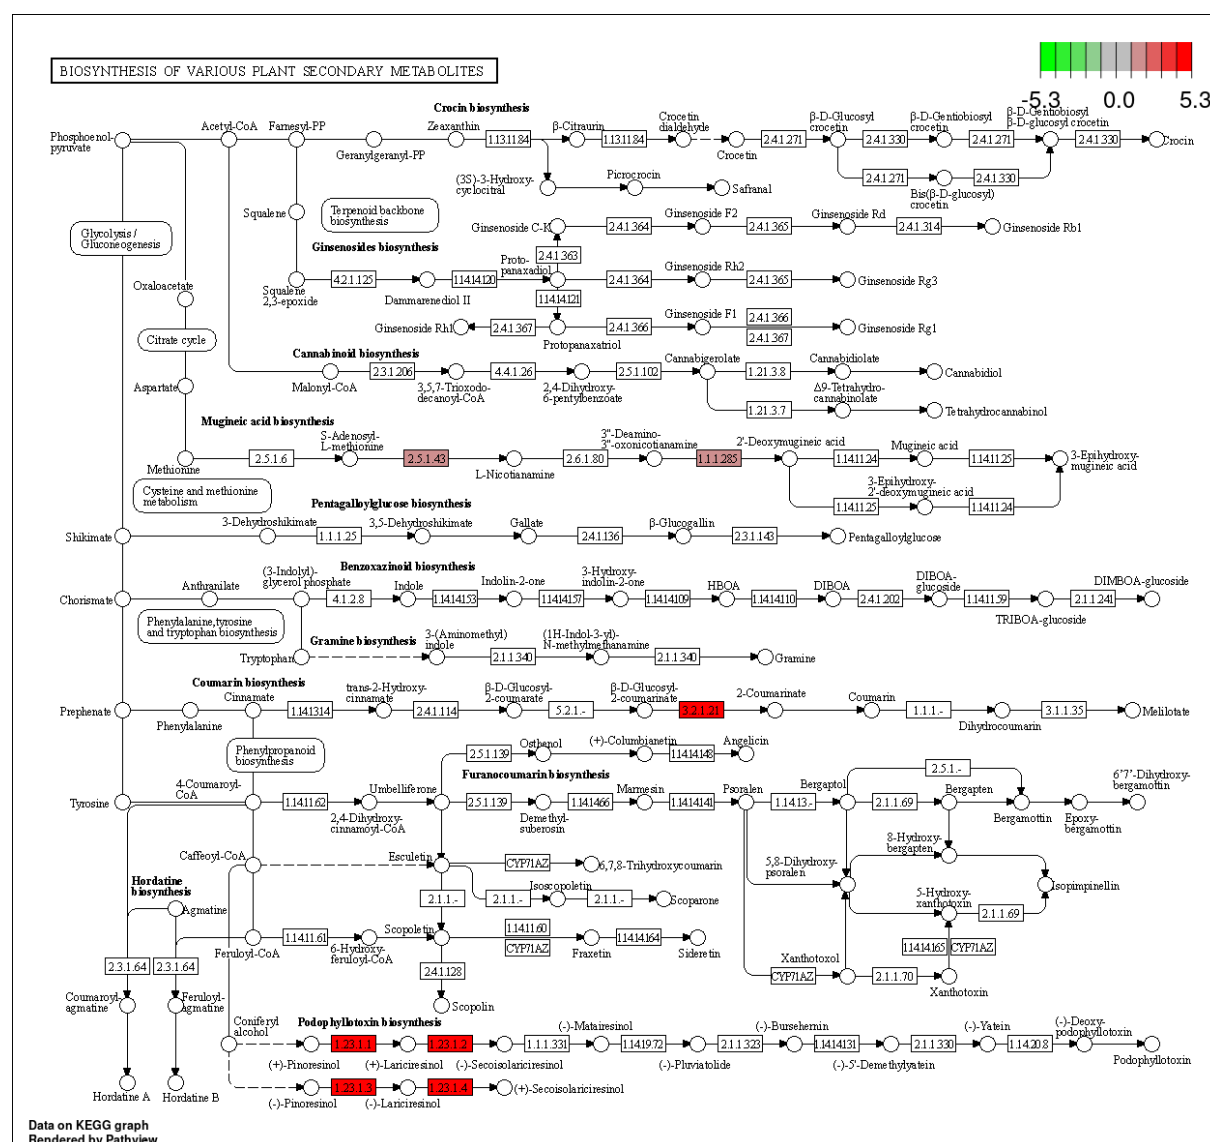 BIOSYNTHESIS OF VARIOUS PLANT SECONDARY METABOLITES
-5.3
0.0
5.3
Crocin biosynthesis
Phosphoenol-
pyruvate
Acetyl-CoA
Farnesyl-PP
Geranylgeranyl-PP
Zeaxanthin
1.13.11.84
β-Citraurin
1.13.11.84
Crocetin
dialdehyde
Crocetin
2.4.1.271
β-D-Glucosyl
crocetin
2.4.1.330
β-D-Gentiobiosyl
crocetin
2.4.1.271
β-D-Gentiobiosyl
β-D-glucosyl crocetin
2.4.1.330
Crocin
2.4.1.271
2.4.1.330
Bis(β-D-glucosyl)
crocetin
(3S)-3-Hydroxy-
cyclocitral
Picrocrocin
Safranal
Squalene
Terpenoid backbone
biosynthesis
Glycolysis /
Gluconeogenesis
Ginsenosides biosynthesis
Ginsenoside C-K
2.4.1.364
Ginsenoside F2
2.4.1.365
Ginsenoside Rd
2.4.1.314
Ginsenoside Rb1
2.4.1.363
Squalene
2,3-epoxide
4.2.1.125
Dammarenediol II
1.14.14.120
Proto-
panaxadiol
2.4.1.364
Ginsenoside Rh2
2.4.1.365
Ginsenoside Rg3
1.14.14.121
Oxaloacetate
Ginsenoside Rh1
2.4.1.367
Protopanaxatriol
2.4.1.366
Ginsenoside F1
2.4.1.366
2.4.1.367
Ginsenoside Rg1
Citrate cycle
Cannabinoid biosynthesis
Malonyl-CoA
2.3.1.206
3,5,7-Trioxodo-
decanoyl-CoA
4.4.1.26
2,4-Dihydroxy-
6-pentylbenzoate
2.5.1.102
Cannabigerolate
1.21.3.8
Cannabidiolate
Cannabidiol
1.21.3.7
Δ9-Tetrahydro-
cannabinolate
Tetrahydrocannabinol
Aspartate
Mugineic acid biosynthesis
Methionine
2.5.1.6
S-Adenosyl-
L-methionine
2.5.1.43
L-Nicotianamine
2.6.1.80
3"-Deamino-
3"-oxonicotianamine
1.1.1.285
2'-Deoxymugineic acid
1.14.11.24
Mugineic acid
1.14.11.25
3-Epihydroxy-
mugineic acid
1.14.11.25
3-Epihydroxy-
2'-deoxymugineic acid
1.14.11.24
Cysteine and methionine
metabolism
Pentagalloylglucose biosynthesis
Shikimate
3-Dehydroshikimate
1.1.1.25
3,5-Dehydroshikimate
Gallate
2.4.1.136
β-Glucogallin
2.3.1.143
Pentagalloylglucose
Benzoxazinoid biosynthesis
Chorismate
Anthranilate
(3-Indolyl)-
glycerol phosphate
4.1.2.8
Indole
1.14.14.153
Indolin-2-one
1.14.14.157
3-Hydroxy-
indolin-2-one
1.14.14.109
HBOA
1.14.14.110
DIBOA
2.4.1.202
DIBOA-
glucoside
1.14.11.59
TRIBOA-glucoside
2.1.1.241
DIMBOA-glucoside
Phenylalanine, tyrosine
and tryptophan biosynthesis
Gramine biosynthesis
Tryptophan
3-(Aminomethyl)
indole
2.1.1.340
(1H-Indol-3-yl)-
N-methylmethanamine
2.1.1.340
Gramine
Coumarin biosynthesis
Prephenate
Phenylalanine
Cinnamate
1.14.13.14
trans-2-Hydroxy-
cinnamate
2.4.1.114
β-D-Glucosyl-
2-coumarate
5.2.1.-
β-D-Glucosyl-
2-coumarinate
3.2.1.21
2-Coumarinate
Coumarin
1.1.1.-
Dihydrocoumarin
3.1.1.35
Melilotate
Phenylpropanoid
biosynthesis
2.5.1.139
Osthenol
(+)-Columbianetin
1.14.14.148
Angelicin
Furanocoumarin biosynthesis
Tyrosine
4-Coumaroyl-
CoA
1.14.11.62
2,4-Dihydroxy-
cinnamoyl-CoA
Umbelliferone
2.5.1.139
Demethyl-
suberosin
1.14.14.66
Marmesin
1.14.14.141
Psoralen
1.14.13.-
Bergaptol
2.5.1.-
2.1.1.69
Bergapten
Bergamottin
Epoxy-
bergamottin
6'7'-Dihydroxy-
bergamottin
Caffeoyl-CoA
Esculetin
CYP71AZ
6,7,8-Trihydroxycoumarin
5,8-Dihydroxy-
psoralen
8-Hydroxy-
bergapten
Isopimpinellin
Hordatine
biosynthesis
Agmatine
2.1.1.-
2.1.1.-
Isoscopoletin
2.1.1.-
Scoparone
5-Hydroxy-
xanthotoxin
2.1.1.69
Feruloyl-CoA
1.14.11.61
6-Hydroxy-
feruloyl-CoA
Scopoletin
1.14.11.60
CYP71AZ
Fraxetin
1.14.14.164
Sideretin
1.14.14.165
CYP71AZ
2.3.1.64
2.3.1.64
2.4.1.128
Scopolin
Xanthotoxol
CYP71AZ
2.1.1.70
Xanthotoxin
Coumaroyl-
agmatine
Feruloyl-
agmatine
Podophyllotoxin biosynthesis
Coniferyl
alcohol
(+)-Pinoresinol
1.23.1.1
(+)-Lariciresinol
1.23.1.2
(-)-Secoisolariciresinol
1.1.1.331
(-)-Matairesinol
1.14.19.72
(-)-Pluviatolide
2.1.1.323
(-)-Bursehernin
1.14.14.131
(-)-5'-Demethylyatein
2.1.1.330
(-)-Yatein
1.14.20.8
(-)-Deoxy-
podophyllotoxin
Podophyllotoxin
(-)-Pinoresinol
1.23.1.3
(-)-Lariciresinol
1.23.1.4
(+)-Secoisolariciresinol
Hordatine A
Hordatine B
Data on KEGG graph
Rendered by Pathview